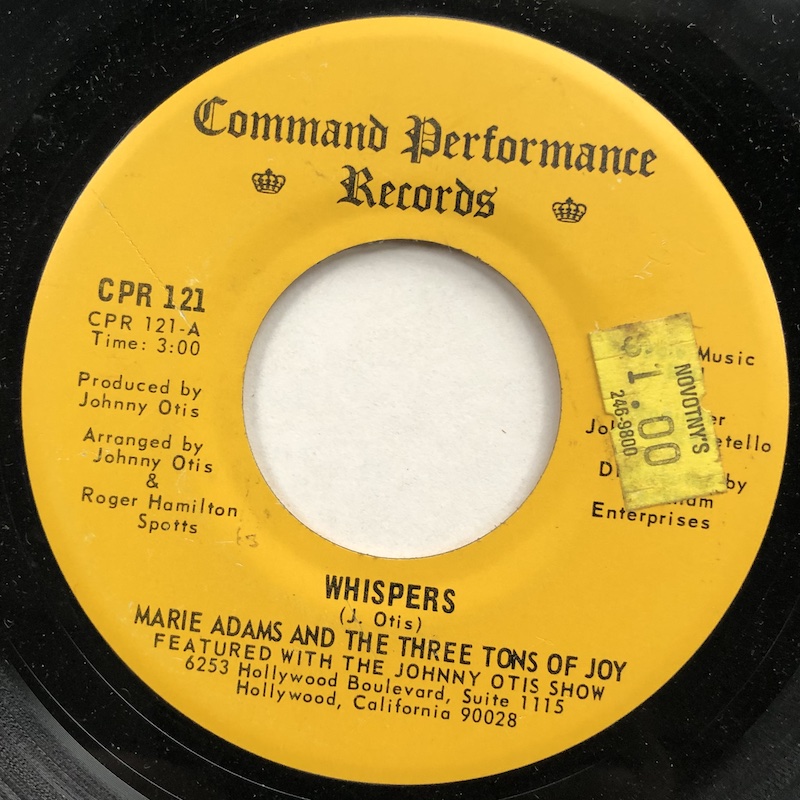 Command Performance
Records
CPR 121
CPR 121-A
Time: 3:00
Produced by
Johnny Otis
Arranged by
Johnny Otis
&
Roger Hamilton
Spotts
Music
Enterprises
NOVOTNY'S
246-9800
$1.00
WHISPERS
(J. Otis)
MARIE ADAMS AND THE THREE TONS OF JOY
FEATURED WITH THE JOHNNY OTIS SHOW
6253 Hollywood Boulevard, Suite 1115
Hollywood, California 90028